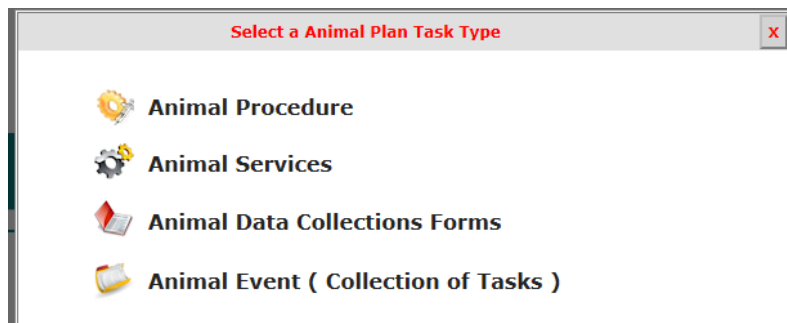 Select a Animal Plan Task Type
X
Animal Procedure
Animal Services
Animal Data Collections Forms
Animal Event ( Collection of Tasks )